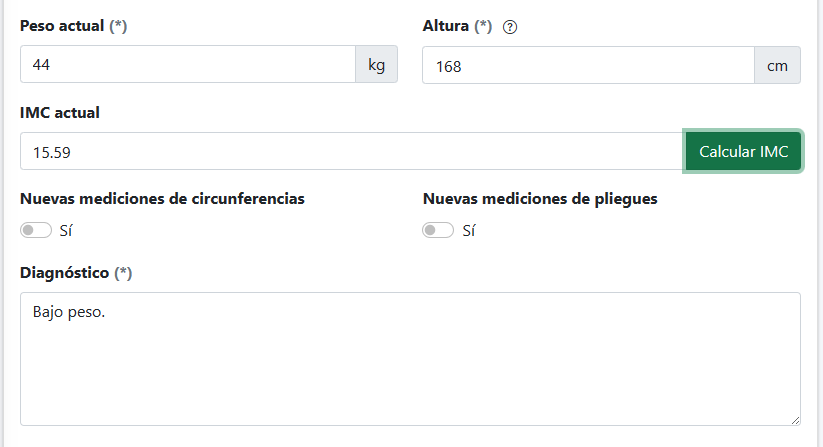 Peso actual (*)
Altura (*) ?
44 kg
168 cm
IMC actual
15.59 Calcular IMC
Nuevas mediciones de circunferencias
Nuevas mediciones de pliegues
Sí
Sí
Diagnóstico (*)
Bajo peso.